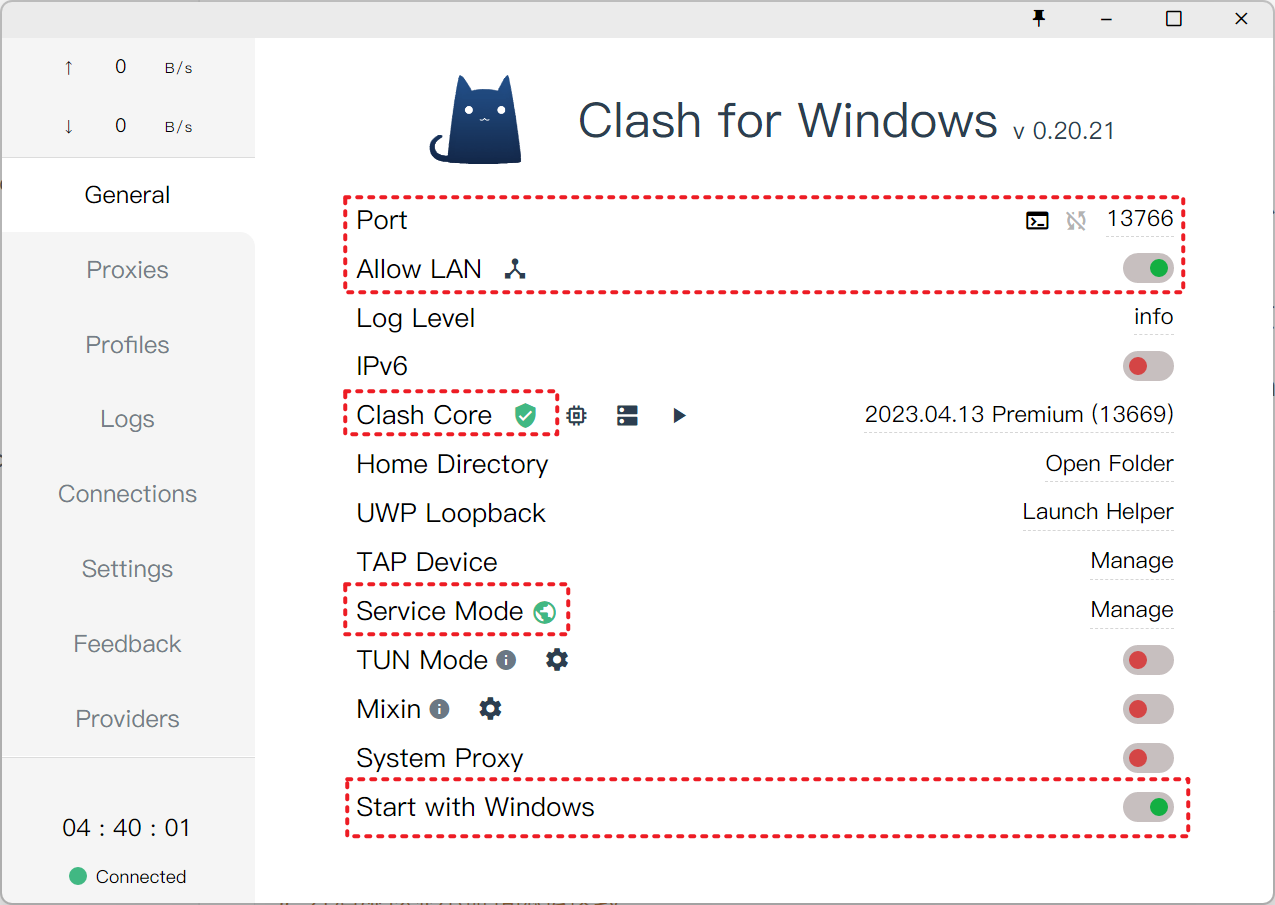 ↑ 0 B/s
↓ 0 B/s
General
Proxies
Profiles
Logs
Connections
Settings
Feedback
Providers
04 : 40 : 01
Connected
Clash for Windows v 0.20.21
Port 13766
Allow LAN
Log Level info
IPv6
Clash Core 2023.04.13 Premium (13669)
Home Directory Open Folder
UWP Loopback Launch Helper
TAP Device Manage
Service Mode Manage
TUN Mode
Mixin
System Proxy
Start with Windows